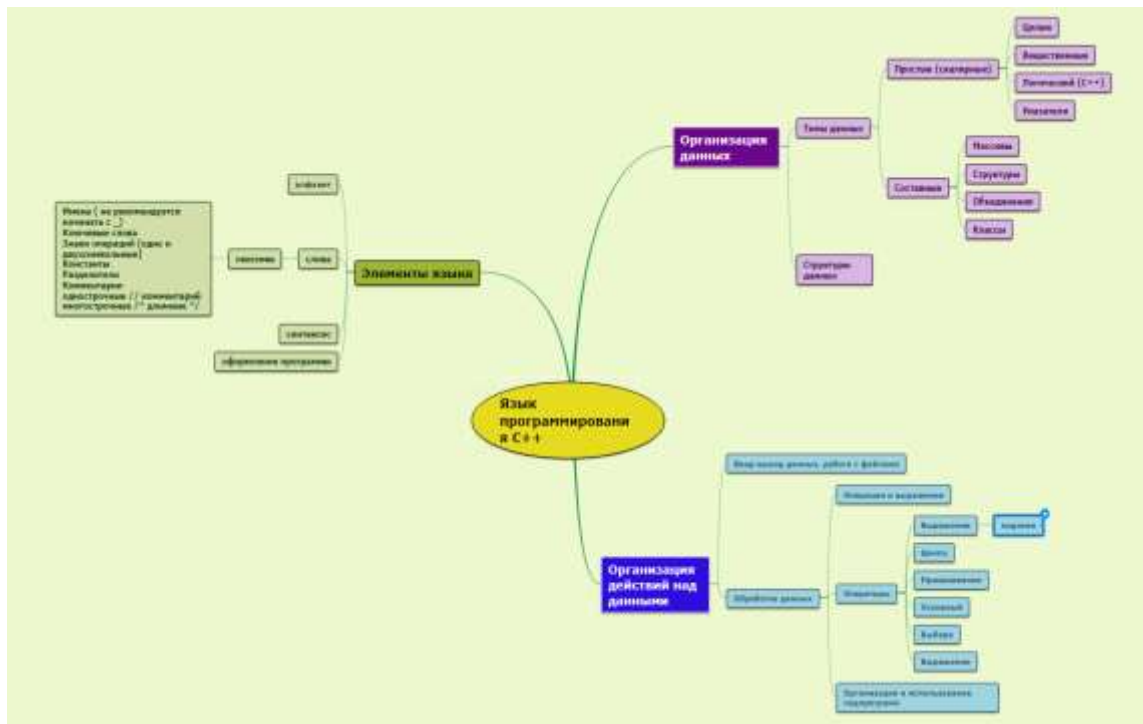 Организация
данных
Типы данных
Простые (скалярные)
Целые
Вещественные
Логический (C++)
Указатели
Составные
Массивы
Структуры
Объединения
Классы
Структуры
данных
Элементы языка
алфавит
слова
лексемы
Имена ( не рекомендуется
начинать с _)
Ключевые слова
Знаки операций (одно и
двухсимвольные)
Константы
Разделители
Комментарии
однострочные // комментарий
многострочные /* длинные */
синтаксис
оформление программы
Язык
программировани
я С++
Организация
действий над
данными
Ввод-вывод данных, работа с файлами
Обработка данных
Операции и выражения
Операторы
Выражение
Цикла
Присваивание
Условный
Выбора
Выражение
Организация и использование
подпрограмм